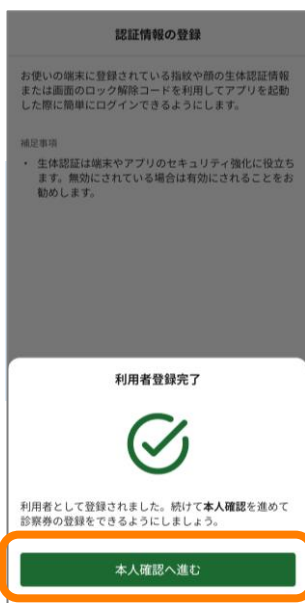 認証情報の登録
お使いの端末に登録されている指紋や顔の生体認証情報
または画面のロック解除コードを利用してアプリを起動
した際に簡単にログインできるようにします。
補足事項
・ 生体認証は端末やアプリのセキュリティ強化に役立ち
ます。無効にされている場合は有効にされることをお
勧めします。
利用者登録完了
利用者として登録されました。続けて本人確認を進めて
診察券の登録をできるようにしましょう。
本人確認へ進む